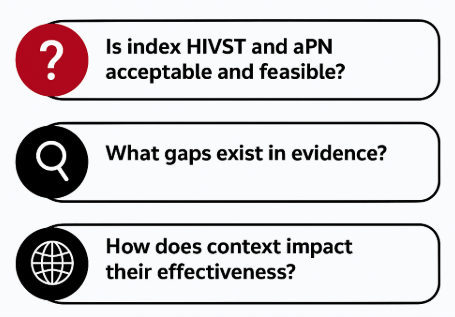 ?
Is index HIVST and aPN
acceptable and feasible?
What gaps exist in evidence?
How does context impact
their effectiveness?